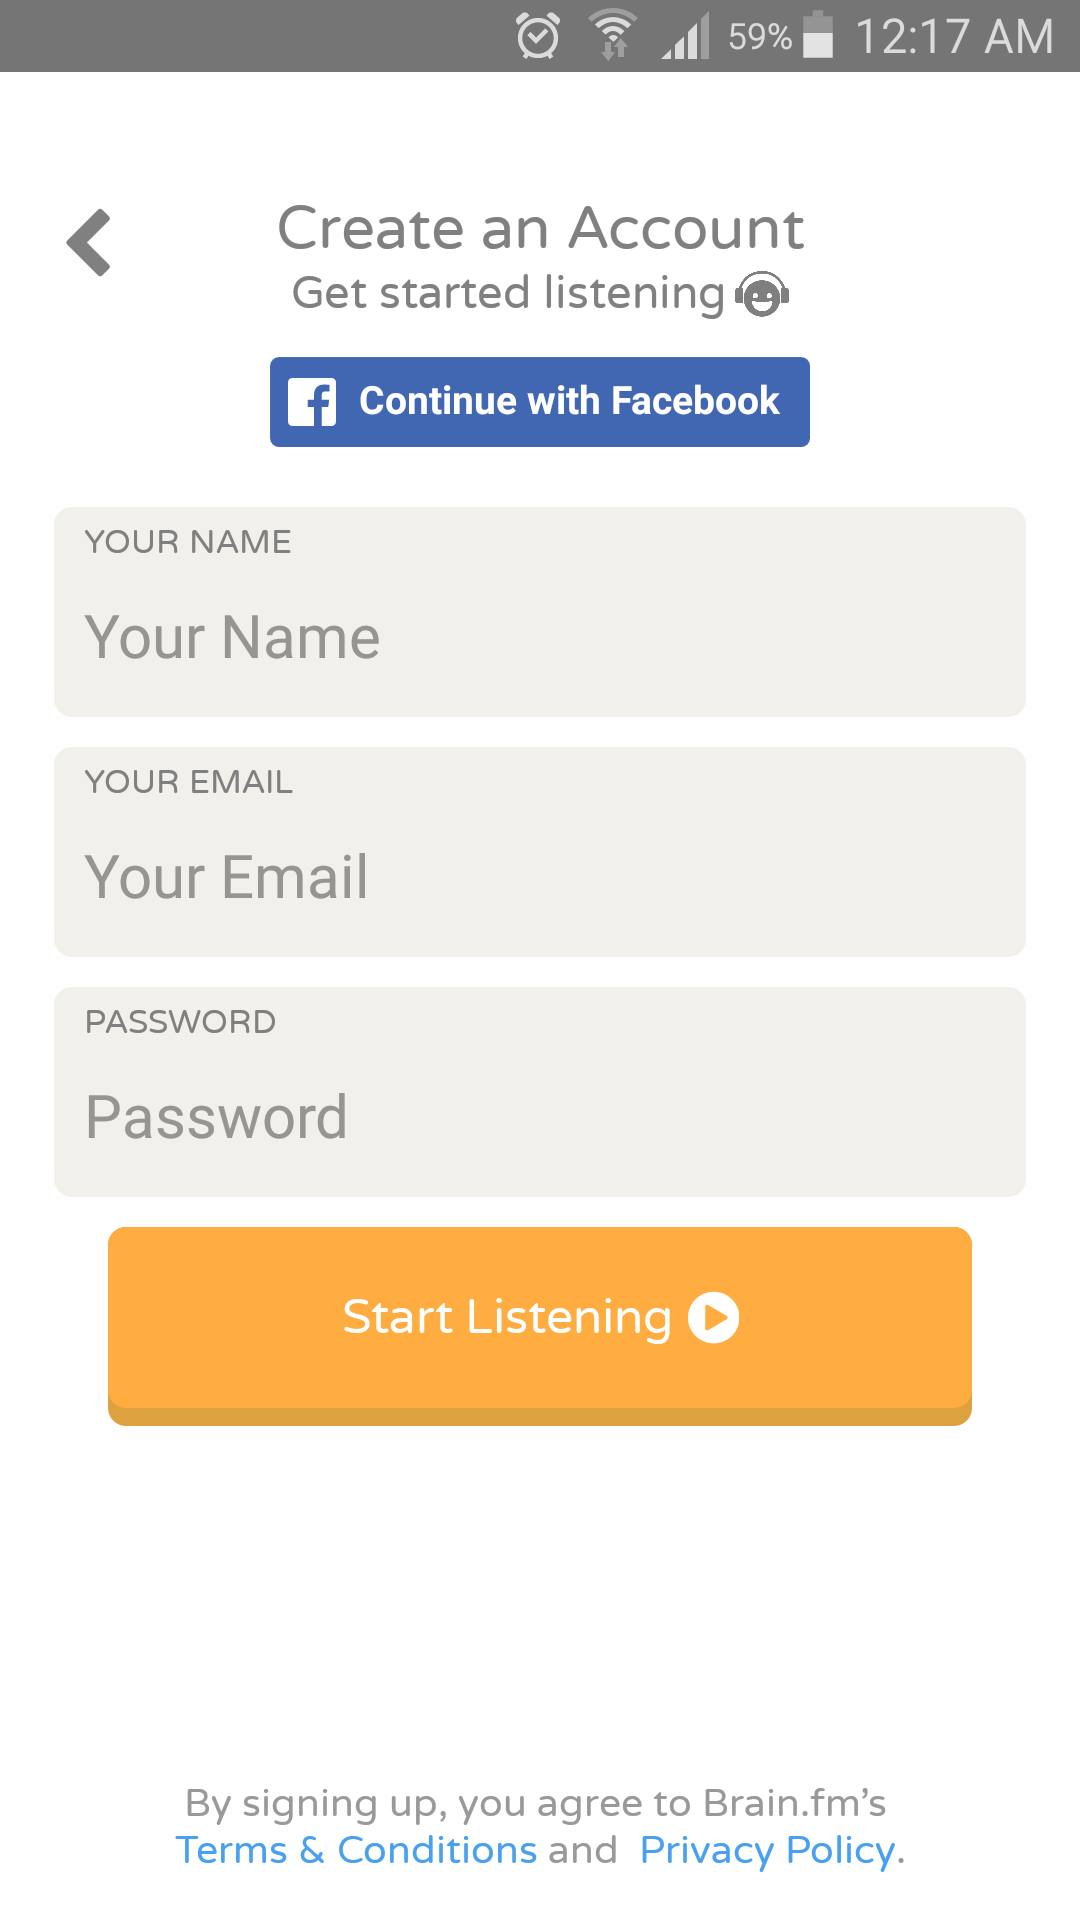 59% 12:17 AM
Create an Account
Get started listening
Continue with Facebook
YOUR NAME
Your Name
YOUR EMAIL
Your Email
PASSWORD
Password
Start Listening
By signing up, you agree to Brain.fm’s
Terms & Conditions and Privacy Policy.